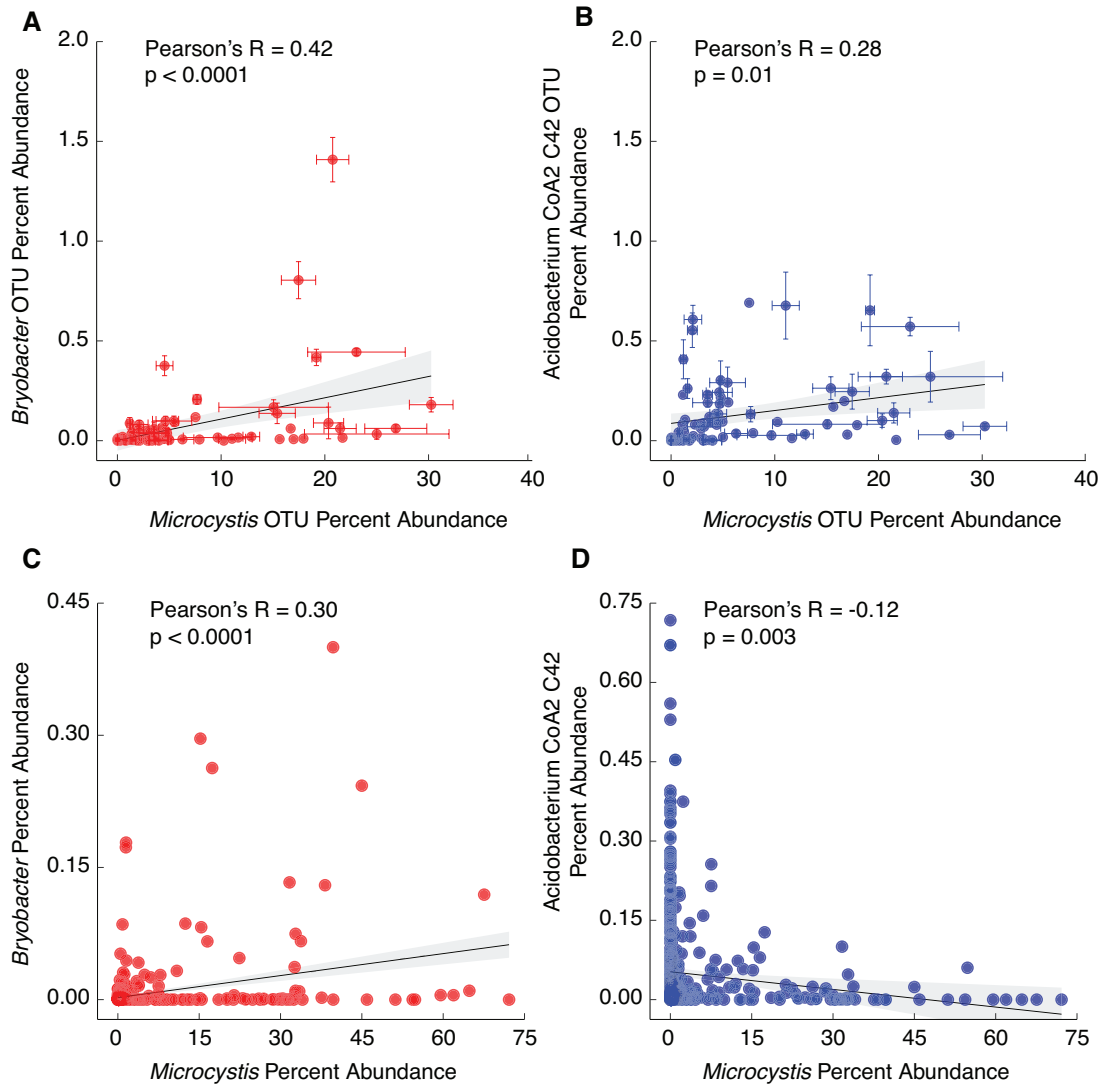 A
Pearson's R = 0.42
p < 0.0001
2.0
1.5
1.0
0.5
0.0
Bryobacter OTU Percent Abundance
0
10
20
30
40
Microcystis OTU Percent Abundance
B
Pearson's R = 0.28
p = 0.01
2.0
1.5
1.0
0.5
0.0
Acidobacterium CoA2 C42 OTU
Percent Abundance
0
10
20
30
40
Microcystis OTU Percent Abundance
C
Pearson's R = 0.30
p < 0.0001
0.45
0.30
0.15
0.00
Bryobacter Percent Abundance
0
15
30
45
60
75
Microcystis Percent Abundance
D
Pearson's R = -0.12
p = 0.003
0.75
0.60
0.45
0.30
0.15
0.00
Acidobacterium CoA2 C42
Percent Abundance
0
15
30
45
60
75
Microcystis Percent Abundance